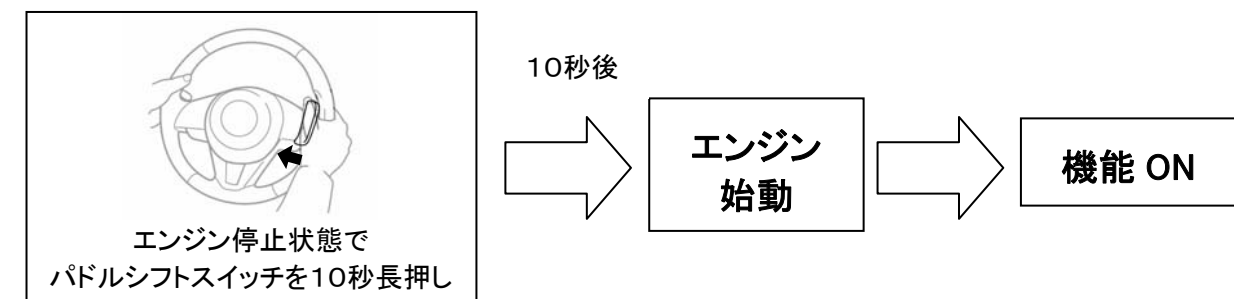 エンジン停止状態で
パドルシフトスイッチを10秒長押し
10秒後
エンジン
始動
機能 ON